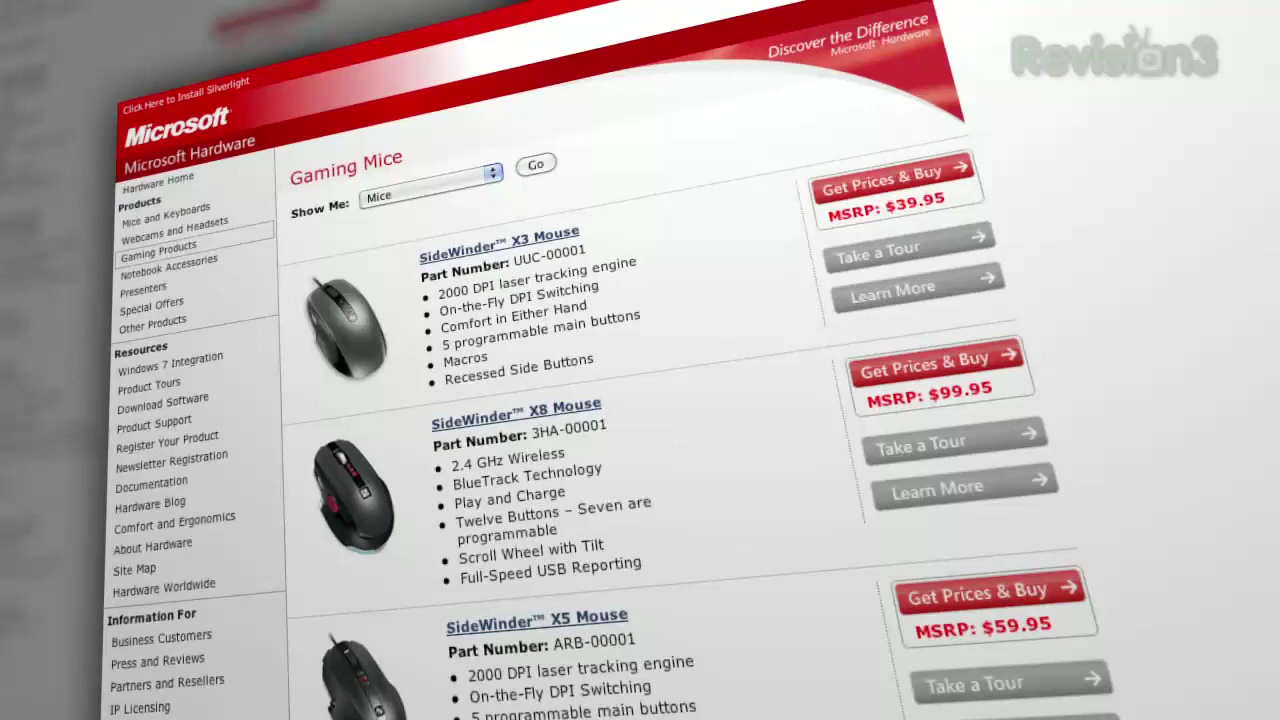 Click Here to Install Silverlight
Microsoft
Microsoft Hardware
Discover the Difference
Microsoft Hardware
Revision3
Hardware Home
Products
Mice and Keyboards
Webcams and Headsets
Gaming Products
Notebook Accessories
Presenters
Special Offers
Other Products
Resources
Windows 7 Integration
Product Tours
Download Software
Product Support
Register Your Product
Newsletter Registration
Documentation
Hardware Blog
Comfort and Ergonomics
About Hardware
Site Map
Hardware Worldwide
Information For
Business Customers
Press and Reviews
Partners and Resellers
IP Licensing
Gaming Mice
Show Me: Mice Go
SideWinder™ X3 Mouse
Part Number: UUC-00001
• 2000 DPI laser tracking engine
• On-the-Fly DPI Switching
• Comfort in Either Hand
• 5 programmable main buttons
• Macros
• Recessed Side Buttons
Get Prices & Buy
MSRP: $39.95
Take a Tour
Learn More
SideWinder™ X8 Mouse
Part Number: 3HA-00001
• 2.4 GHz Wireless
• BlueTrack Technology
• Play and Charge
• Twelve Buttons – Seven are
programmable
• Scroll Wheel with Tilt
• Full-Speed USB Reporting
Get Prices & Buy
MSRP: $99.95
Take a Tour
Learn More
SideWinder™ X5 Mouse
Part Number: ARB-00001
• 2000 DPI laser tracking engine
• On-the-Fly DPI Switching
• 5 programmable main buttons
Get Prices & Buy
MSRP: $59.95
Take a Tour